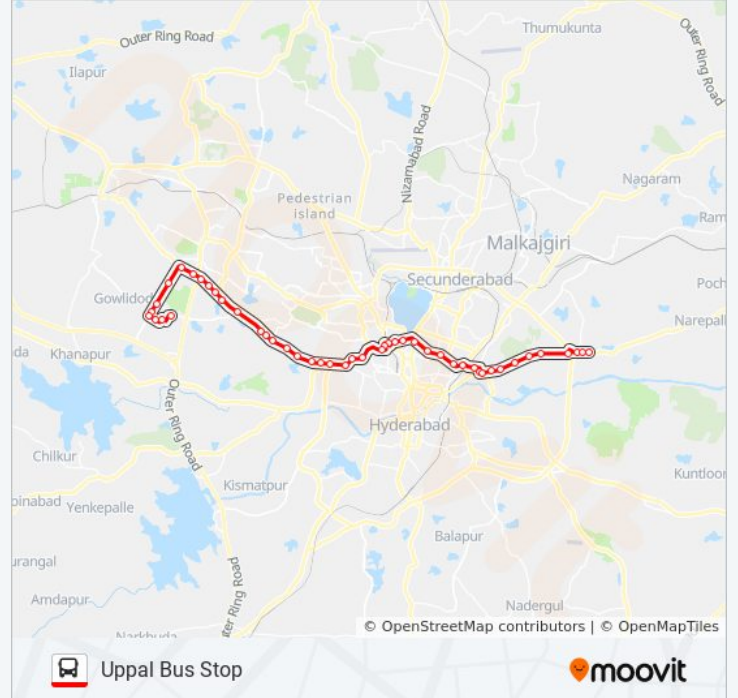 Outer Ring Road
Thumukunta
Outer Ring Road
Ilapur
Nizamabad Road
Nagaram
Pedestrian
island
Ram
Malkajgiri
Secunderabad
Poch
Gowlidod
Narepall
da
Khanapur
Outer Ring Road
Hyderabad
Chilkur
Kismatpur
Kuntloor
pinabad
Yenkepalle
Balapur
urangal
ter Ring Road
Amdapur
Nadergul
Narkhuda
© OpenStreetMap contributors | © OpenMapTiles
Uppal Bus Stop
moovit